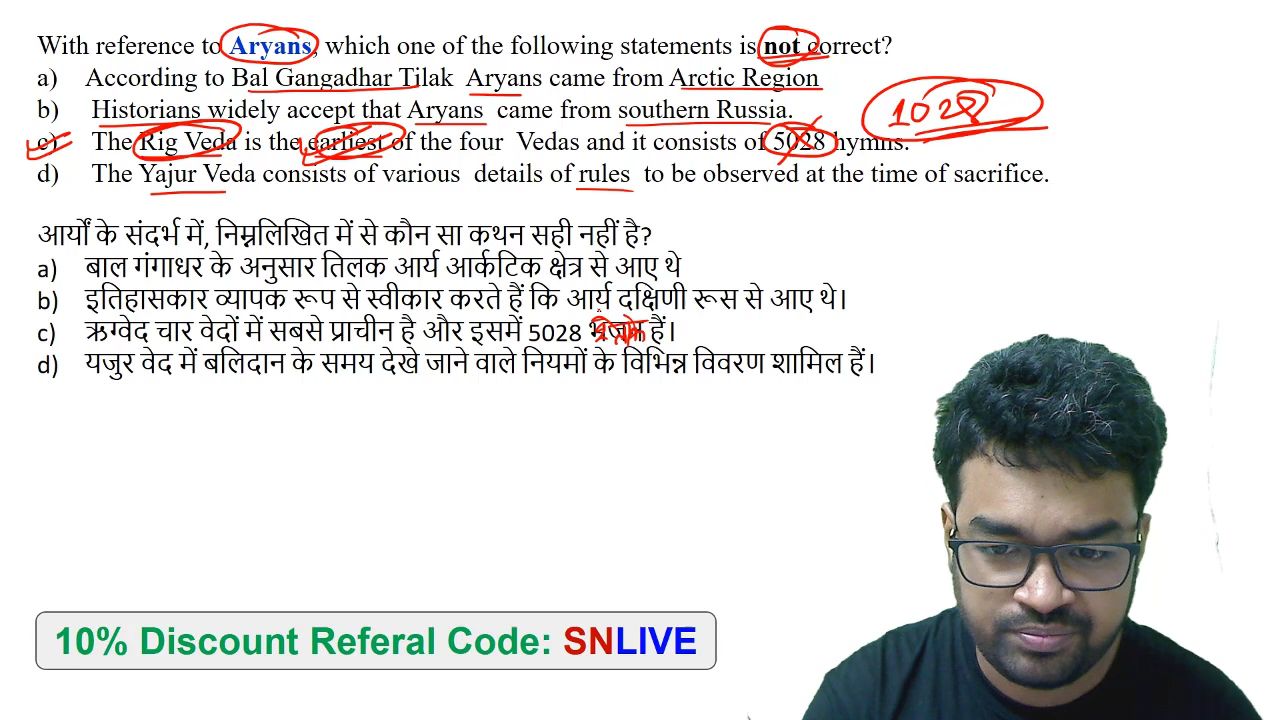 With reference to Aryans, which one of the following statements is not correct?
a) According to Bal Gangadhar Tilak Aryans came from Arctic Region
b) Historians widely accept that Aryans came from southern Russia.
1028
c) The Rig Veda is the earliest of the four Vedas and it consists of 5028 hymns.
d) The Yajur Veda consists of various details of rules to be observed at the time of sacrifice.
आर्यों के संदर्भ में, निम्नलिखित में से कौन सा कथन सही नहीं है?
a) बाल गंगाधर के अनुसार तिलक आर्य आर्कटिक क्षेत्र से आए थे
b) इतिहासकार व्यापक रूप से स्वीकार करते हैं कि आर्य दक्षिणी रूस से आए थे।
c) ऋग्वेद चार वेदों में सबसे प्राचीन है और इसमें 5028 हैं।
d) यजुर वेद में बलिदान के समय देखे जाने वाले नियमों के विभिन्न विवरण शामिल हैं।
10% Discount Referal Code: SNLIVE